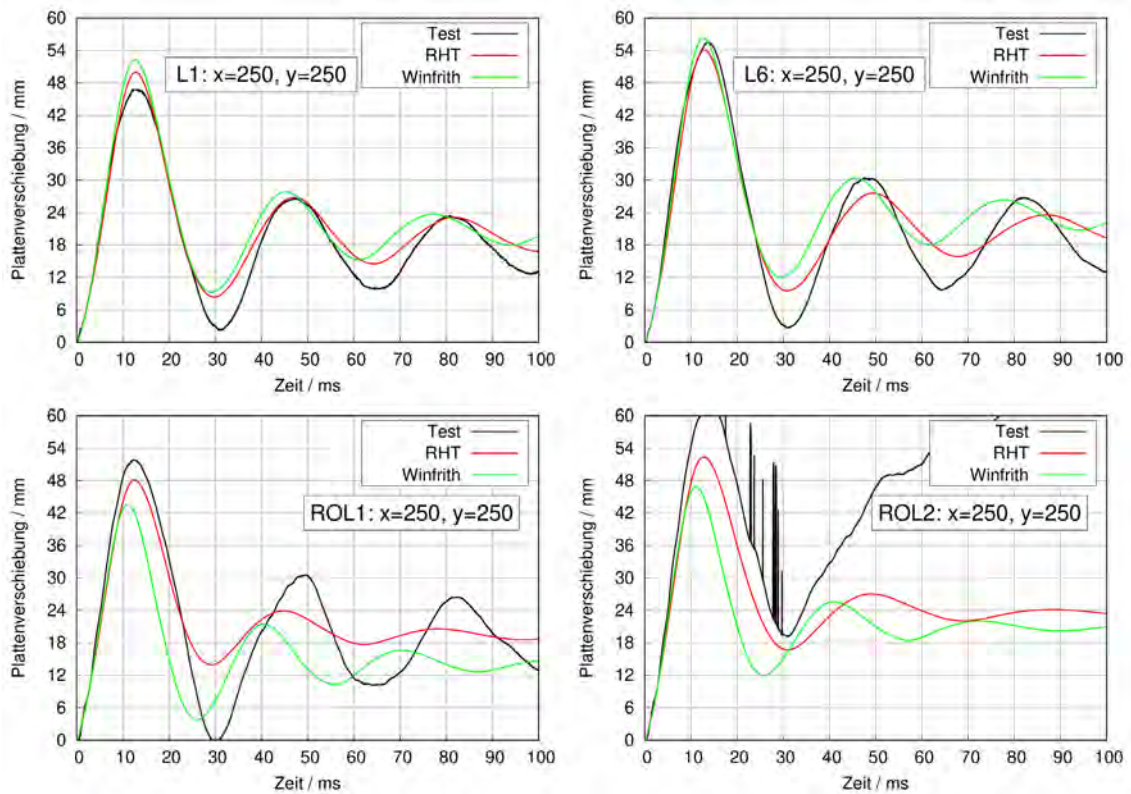 60
54
48
42
36
30
24
18
12
6
0
Plattenverschiebung / mm
Test
RHT
Winfrith
L1: x=250, y=250
0 10 20 30 40 50 60 70 80 90 100
Zeit / ms
60
54
48
42
36
30
24
18
12
6
0
Plattenverschiebung / mm
Test
RHT
Winfrith
L6: x=250, y=250
0 10 20 30 40 50 60 70 80 90 100
Zeit / ms
60
54
48
42
36
30
24
18
12
6
0
Plattenverschiebung / mm
Test
RHT
Winfrith
ROL1: x=250, y=250
0 10 20 30 40 50 60 70 80 90 100
Zeit / ms
60
54
48
42
36
30
24
18
12
6
0
Plattenverschiebung / mm
Test
RHT
Winfrith
ROL2: x=250, y=250
0 10 20 30 40 50 60 70 80 90 100
Zeit / ms